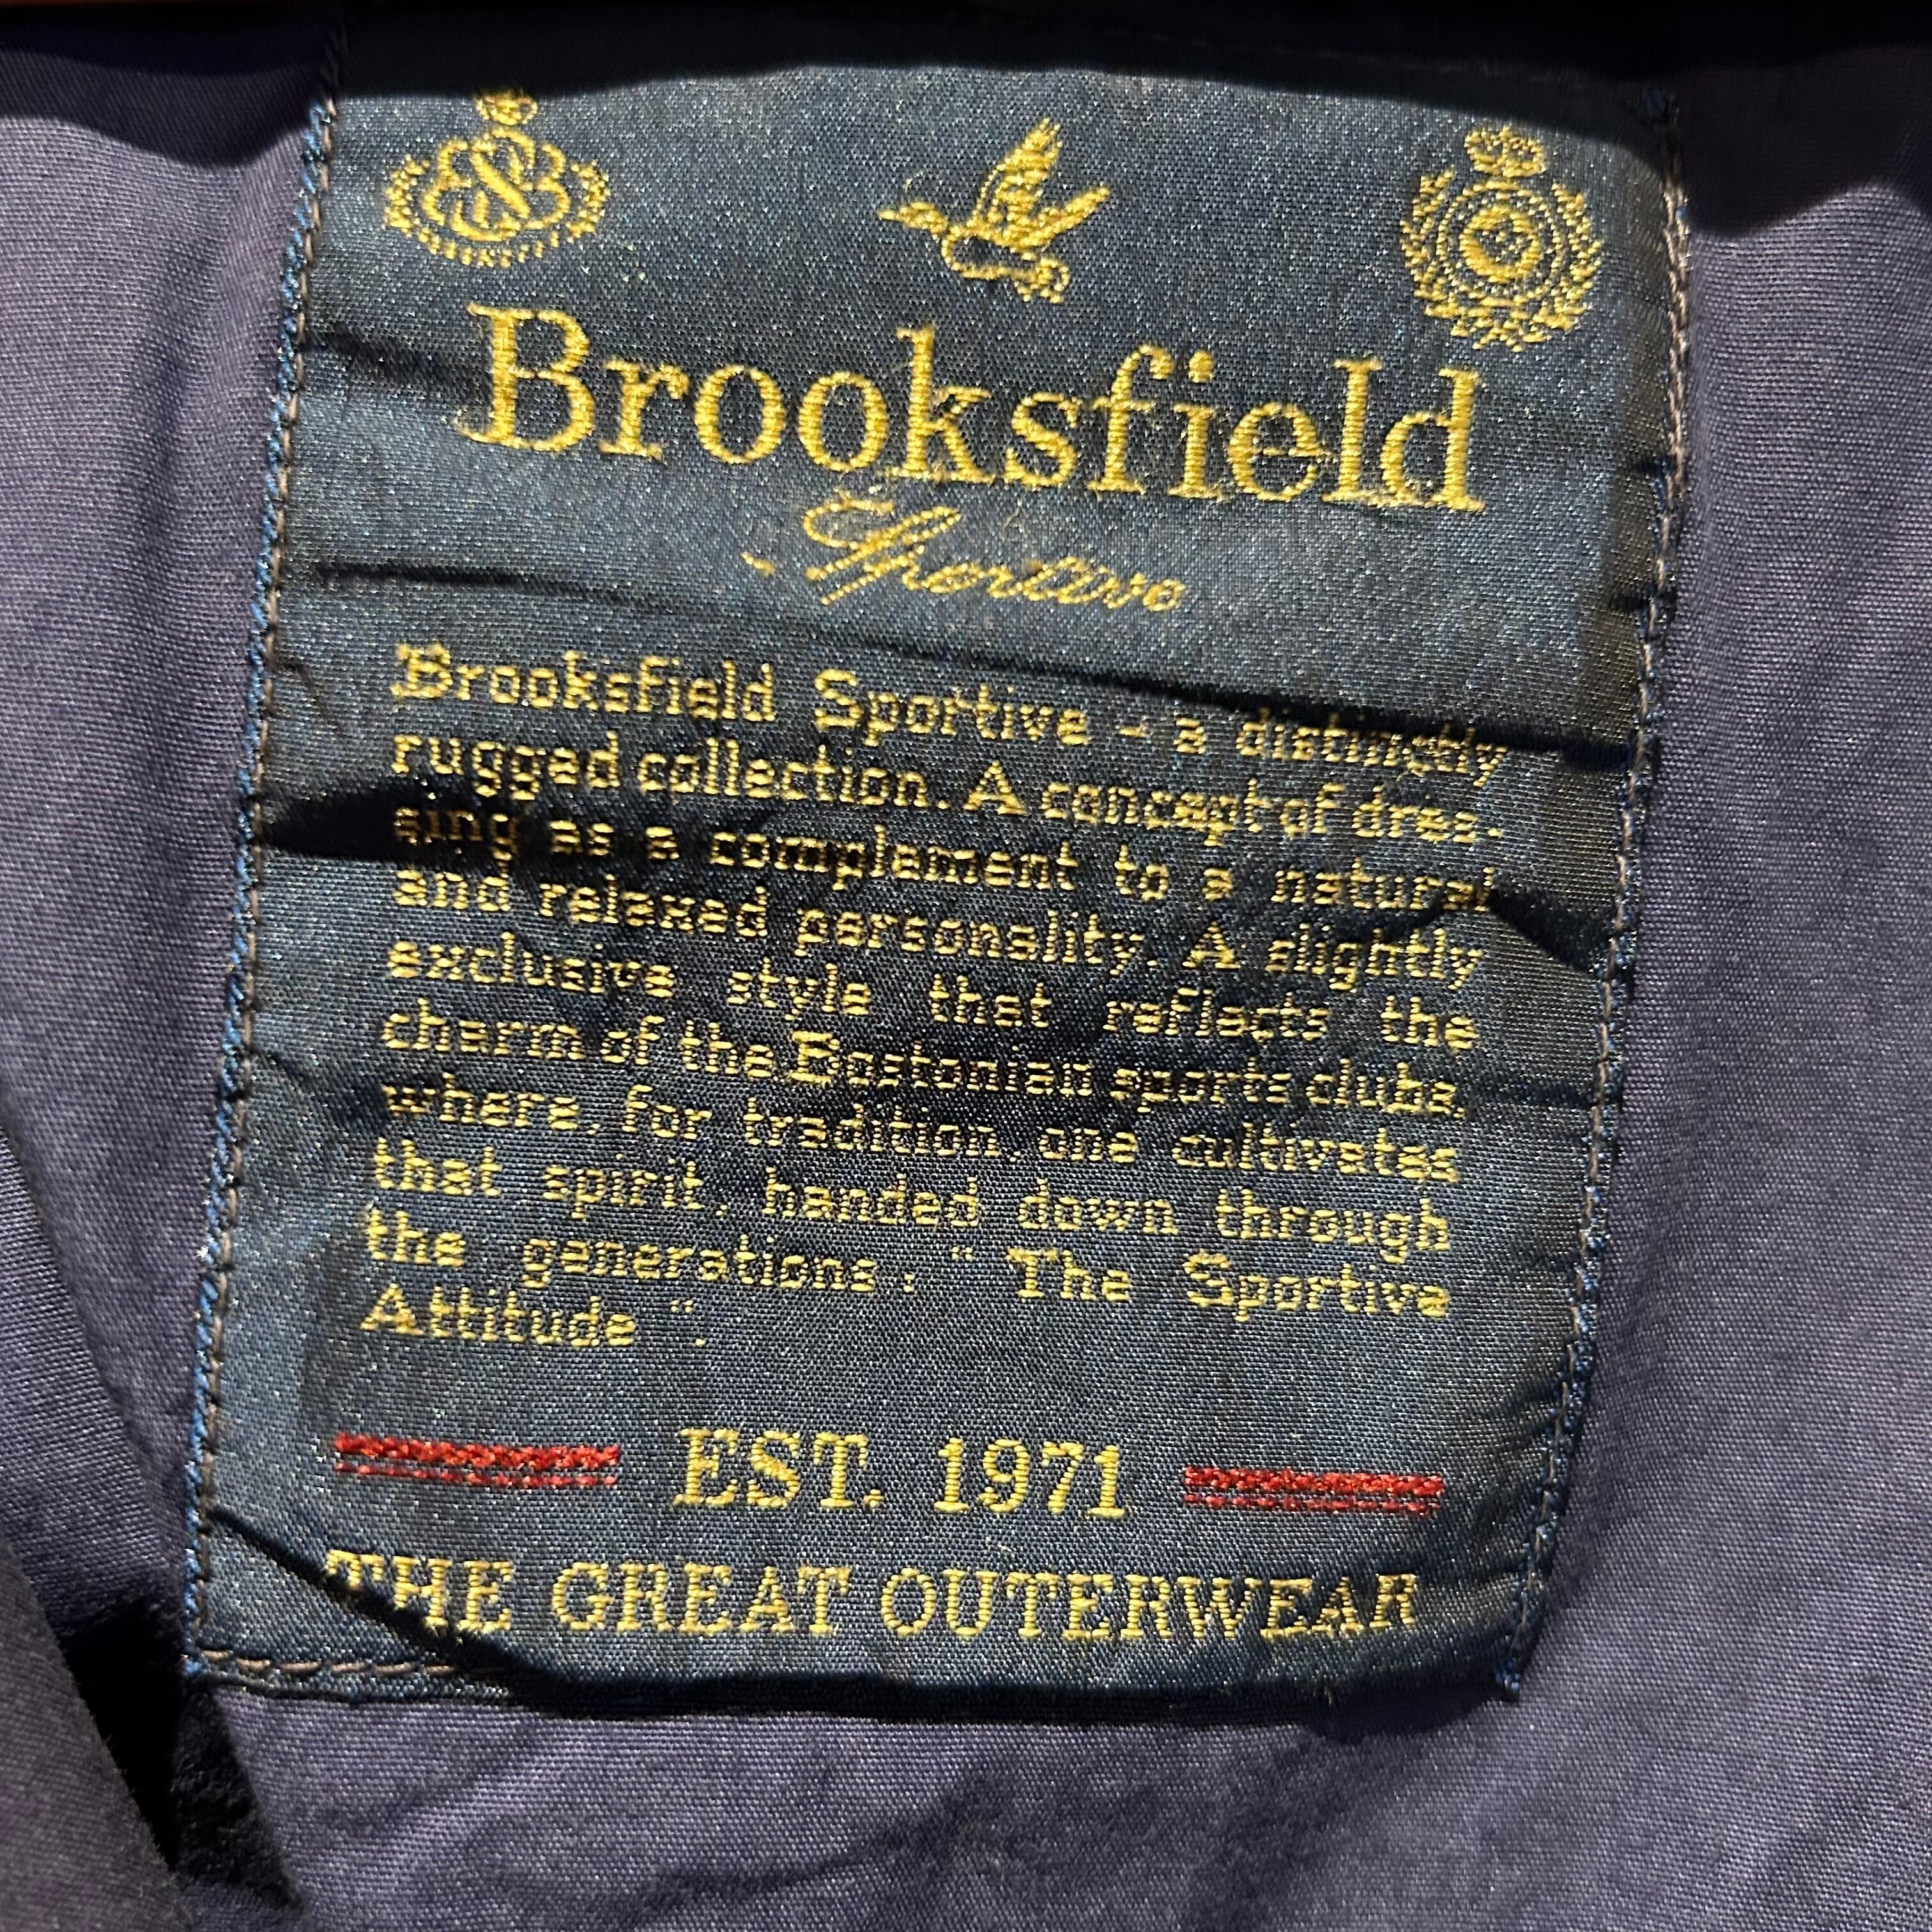 Brooksfield
Sportive
Brooksfield Sportive - a distinctly
rugged collection. A concept of dres-
sing as a complement to a natural
and relaxed personality. A slightly
exclusive style that reflects the
charm of the Bostonian sports clubs,
where, for tradition, one cultivates
that spirit, handed down through
the generations: "The Sportive
Attitude".
EST. 1971
THE GREAT OUTERWEAR